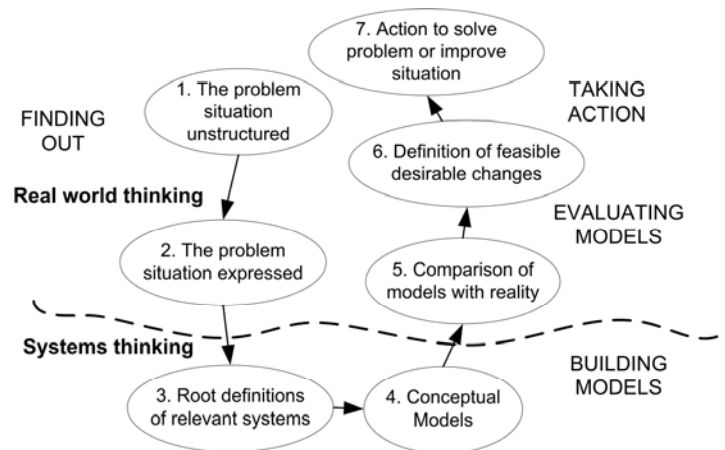 7. Action to solve
problem or improve
situation
1. The problem
situation
unstructured
TAKING
ACTION
FINDING
OUT
6. Definition of feasible
desirable changes
Real world thinking
EVALUATING
MODELS
2. The problem
situation expressed
5. Comparison of
models with reality
Systems thinking
BUILDING
MODELS
3. Root definitions
of relevant systems
4. Conceptual
Models